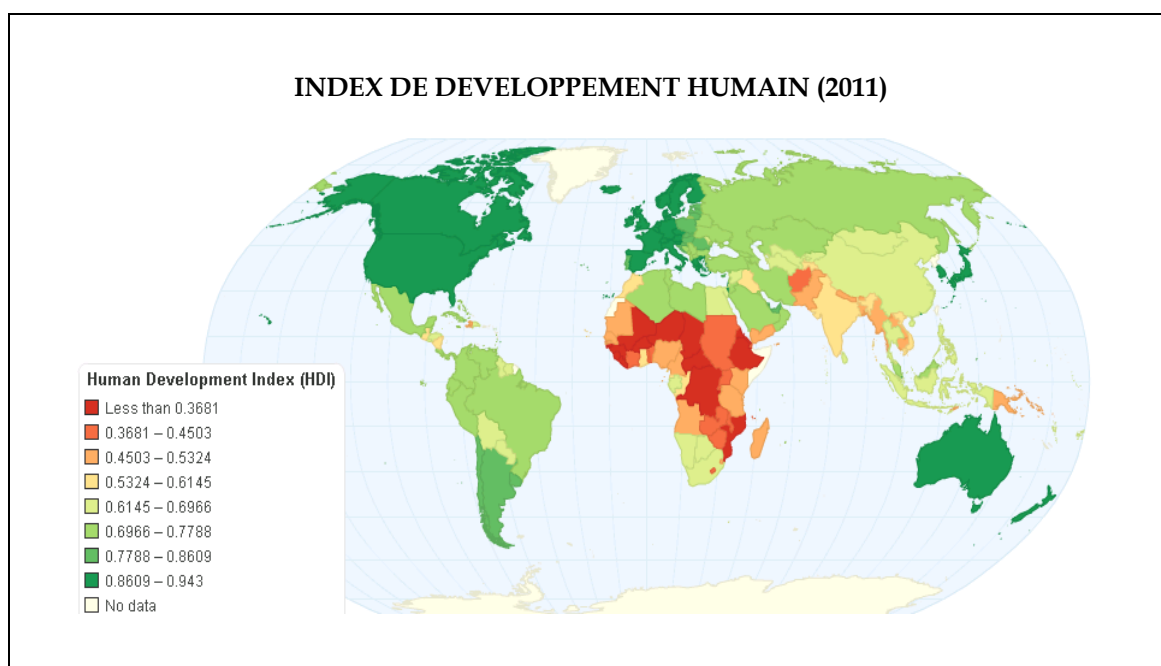 INDEX DE DEVELOPPEMENT HUMAIN (2011)
Human Development Index (HDI)
Less than 0.3681
0.3681 – 0.4503
0.4503 – 0.5324
0.5324 – 0.6145
0.6145 – 0.6966
0.6966 – 0.7788
0.7788 – 0.8609
0.8609 – 0.943
No data